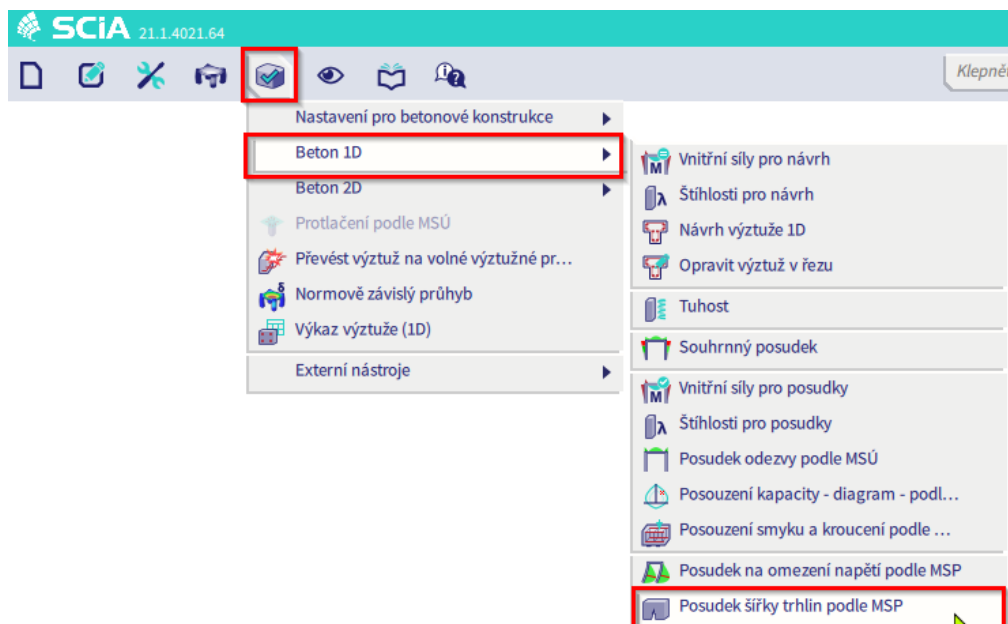 SCiA 21.1.4021.64
Nastavení pro betonové konstrukce
Beton 1D
Beton 2D
Protlačení podle MSÚ
Převést výztuž na volné výztužné pr...
Normově závislý průhyb
Výkaz výztuže (1D)
Externí nástroje
Vnitřní síly pro návrh
Štíhlosti pro návrh
Návrh výztuže 1D
Opravit výztuž v řezu
Tuhost
Souhrnný posudek
Vnitřní síly pro posudky
Štíhlosti pro posudky
Posudek odezvy podle MSÚ
Posouzení kapacity - diagram - podl...
Posouzení smyku a kroucení podle ...
Posudek na omezení napětí podle MSP
Posudek šířky trhlin podle MSP